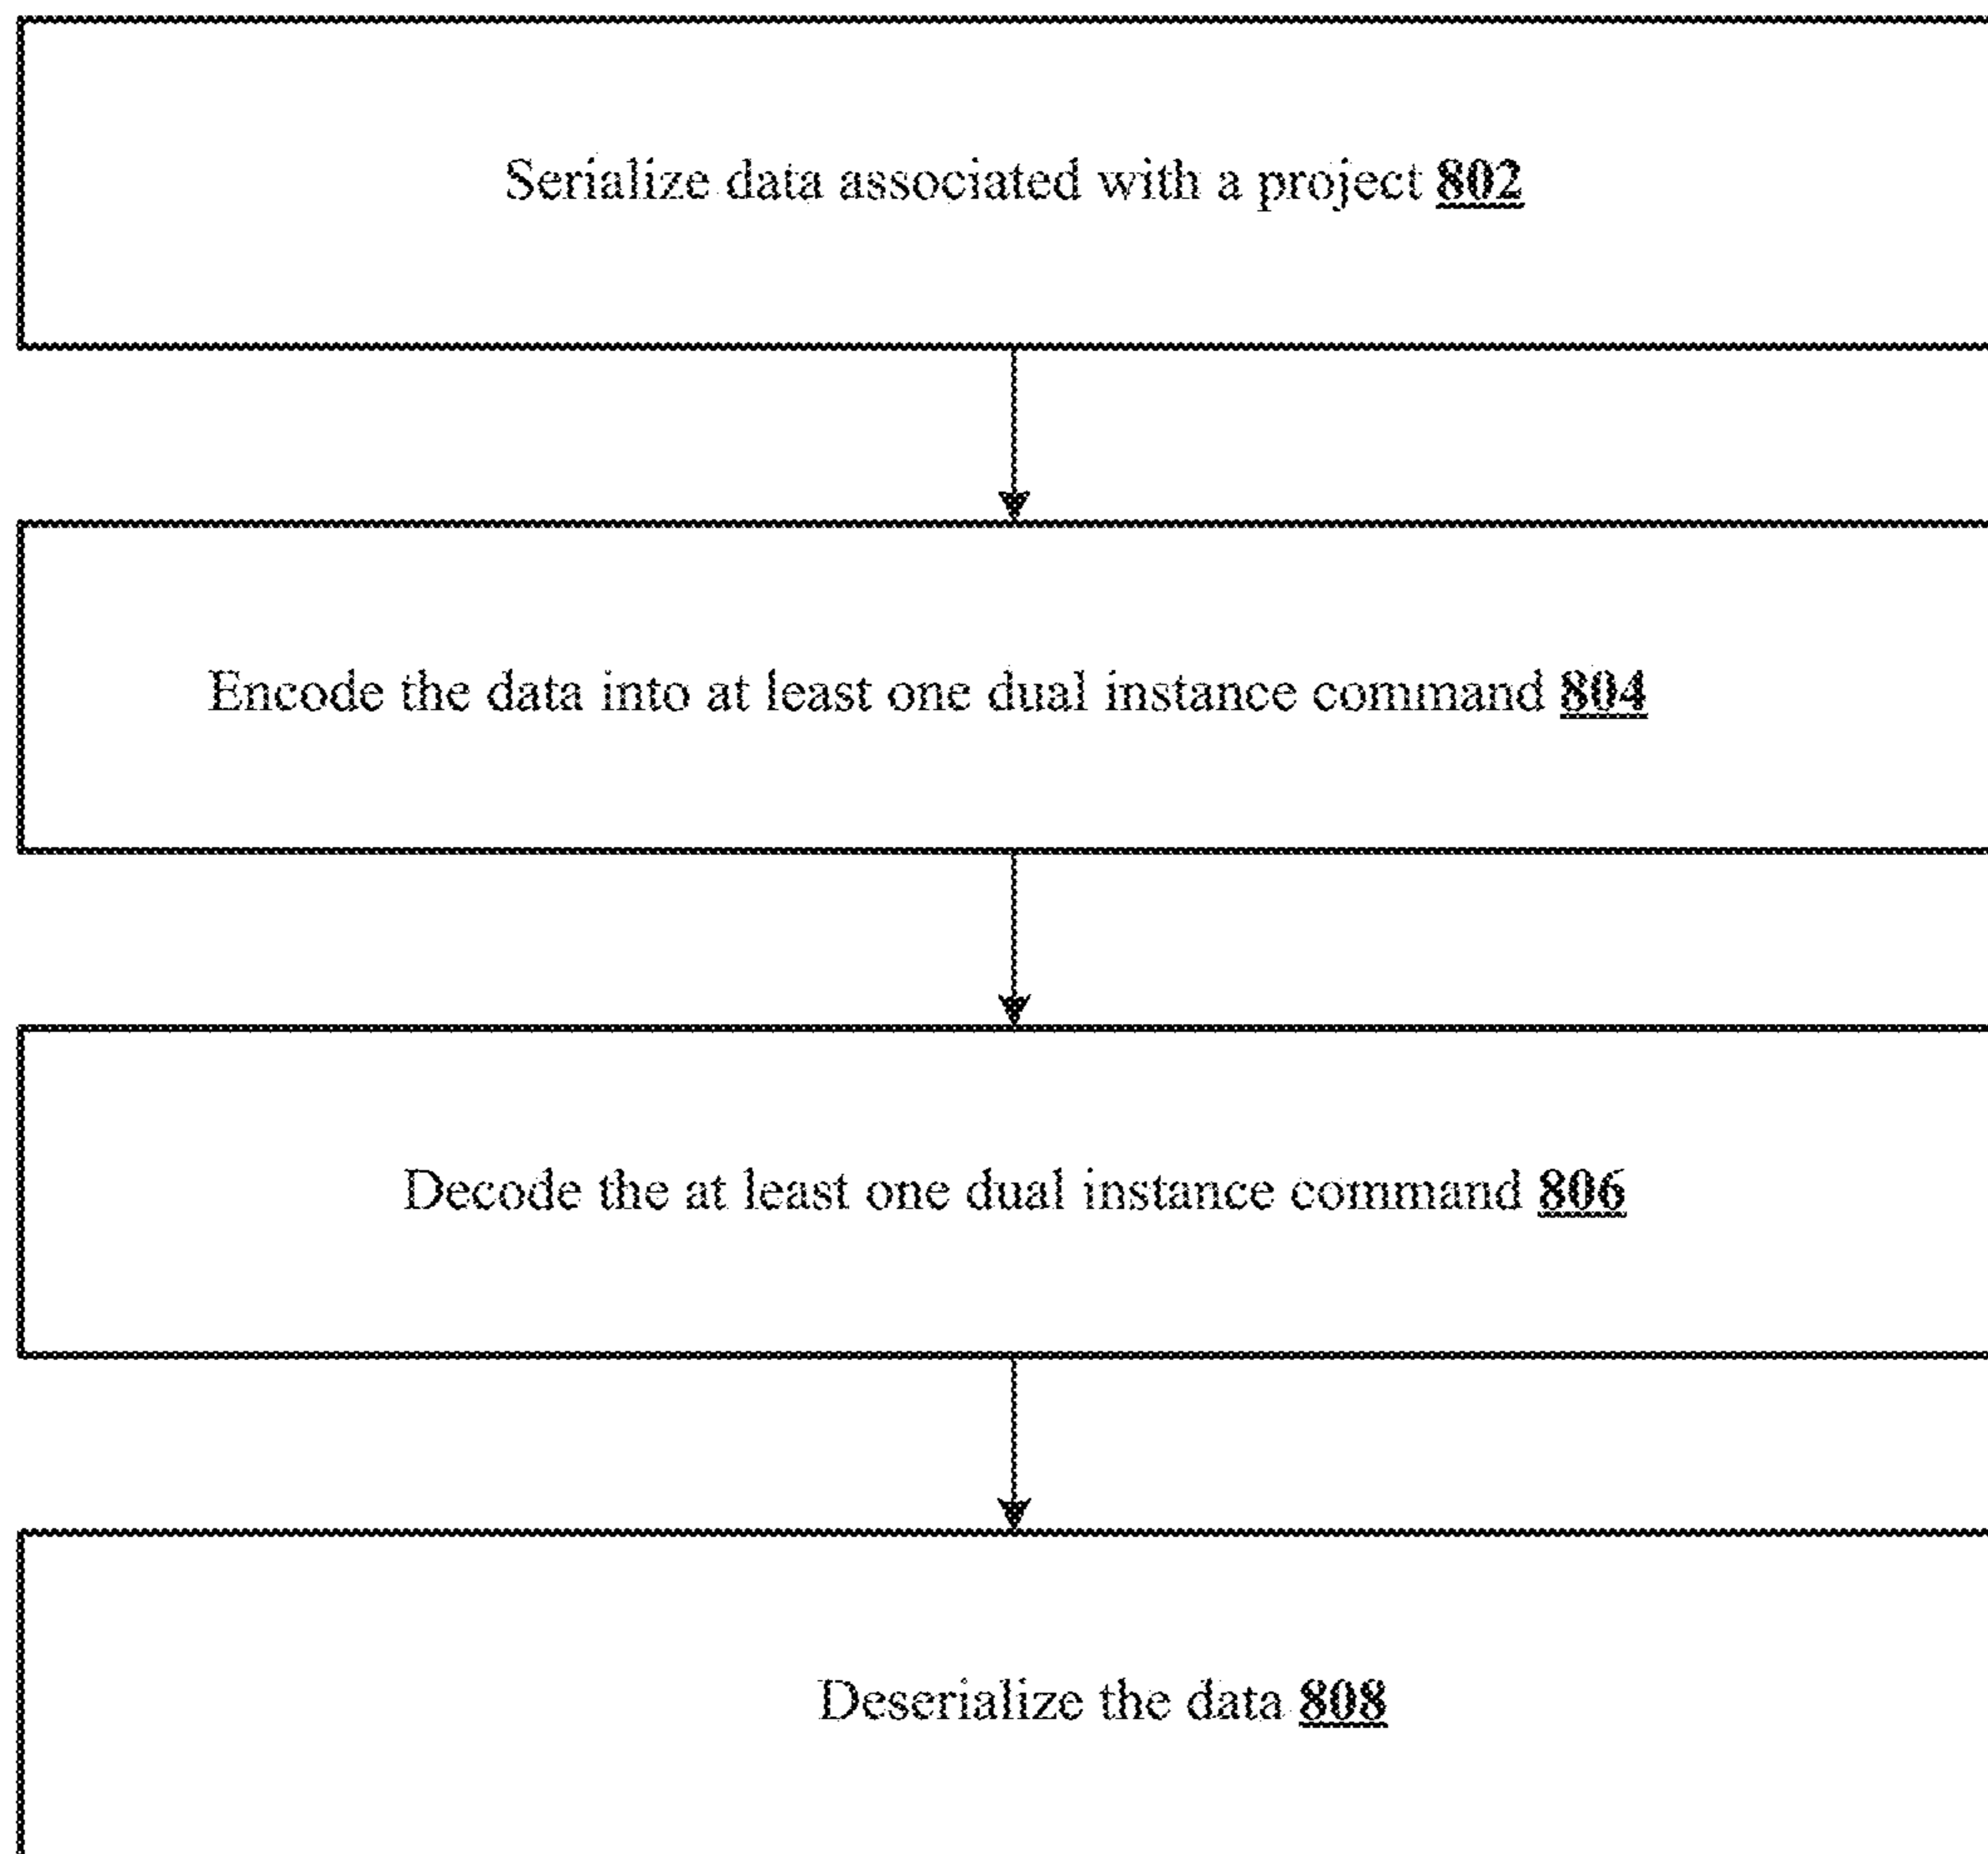 Serialize data associated with a project 802
Encode the data into at least one dual instance command 804
Decode the at least one dual instance command 806
Deserialize the data 808